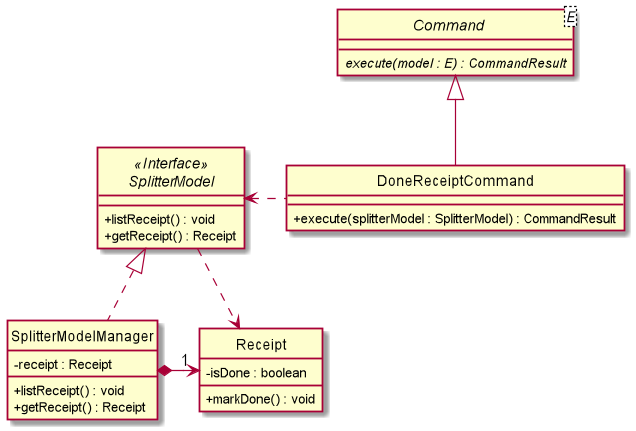 Command
E
execute(model : E) : CommandResult
«Interface»
SplitterModel
+listReceipt() : void
+getReceipt() : Receipt
DoneReceiptCommand
+execute(splitterModel : SplitterModel) : CommandResult
SplitterModelManager
-receipt : Receipt
+listReceipt() : void
+getReceipt() : Receipt
1
Receipt
-isDone : boolean
+markDone() : void